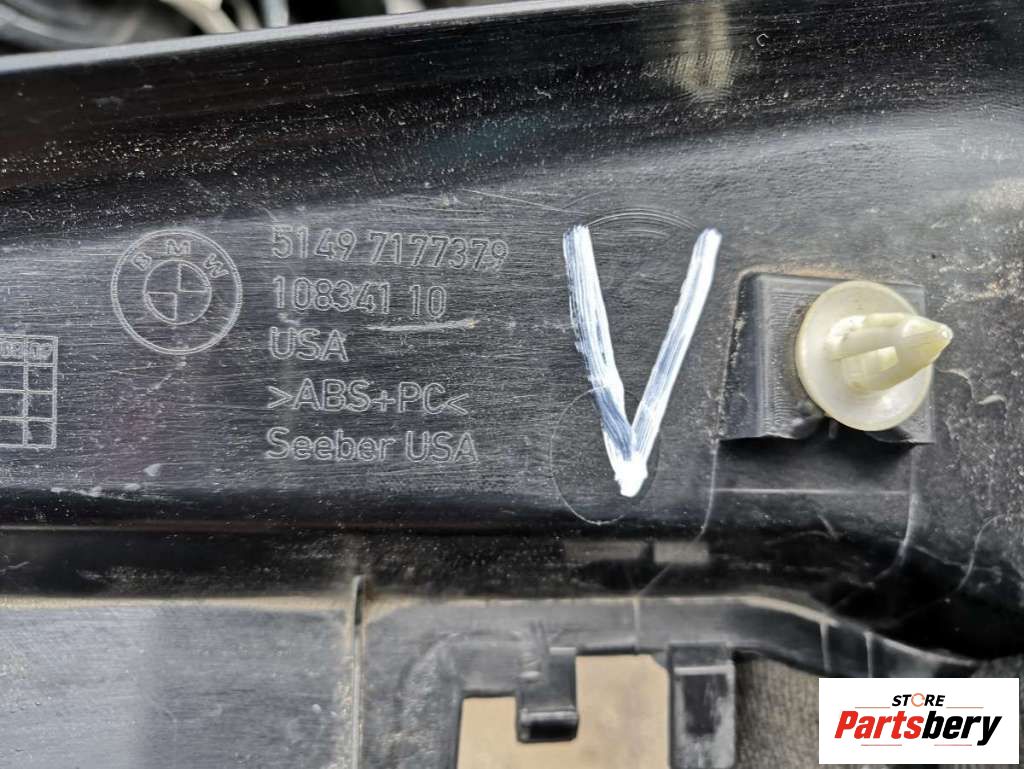 BMW
5149 7177379
108341 10
USA
>ABS+PC<
Seeber USA
V
STORE
Partsbery